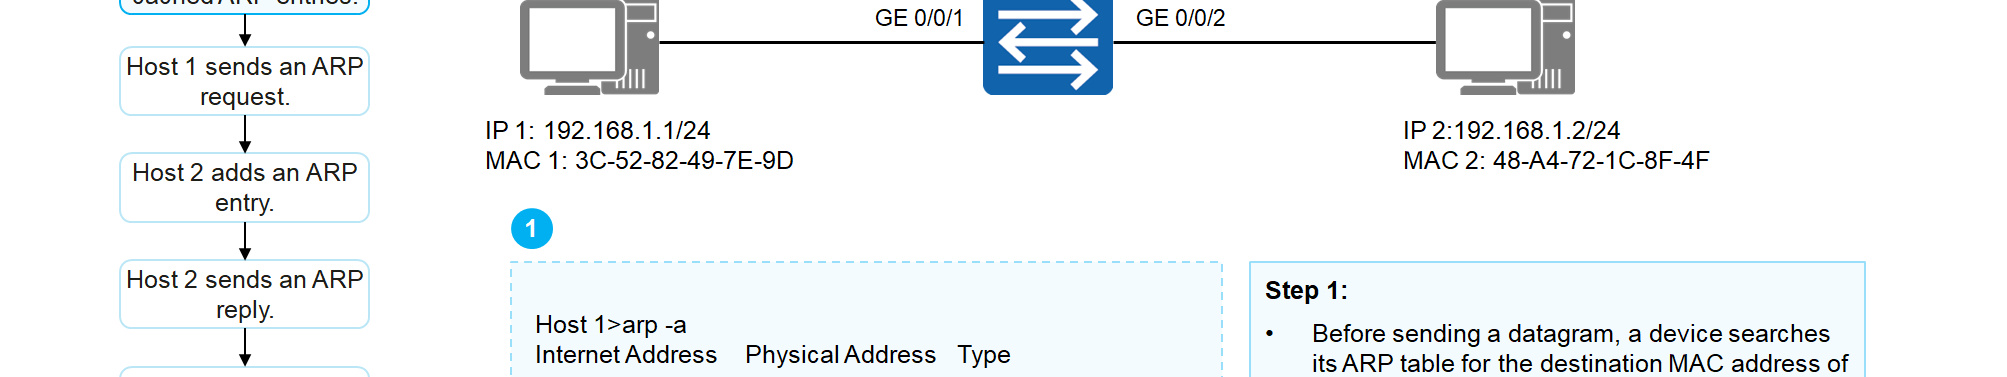 cached ARP entries.
Host 1 sends an ARP
request.
Host 2 adds an ARP
entry.
Host 2 sends an ARP
reply.
GE 0/0/1
GE 0/0/2
IP 1: 192.168.1.1/24
MAC 1: 3C-52-82-49-7E-9D
IP 2:192.168.1.2/24
MAC 2: 48-A4-72-1C-8F-4F
1
Host 1>arp -a
Internet Address Physical Address Type
Step 1:
• Before sending a datagram, a device searches
its ARP table for the destination MAC address of